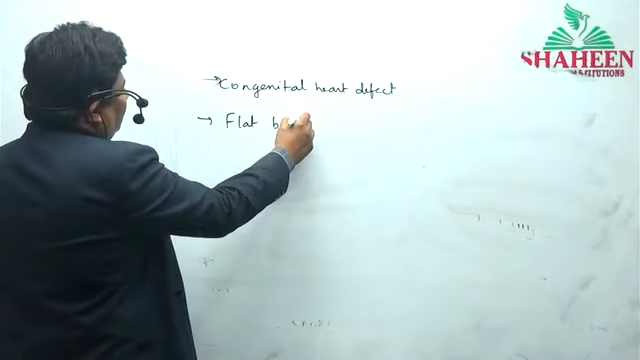 SHAHEEN
→ Congenital heart defect
→ Flat